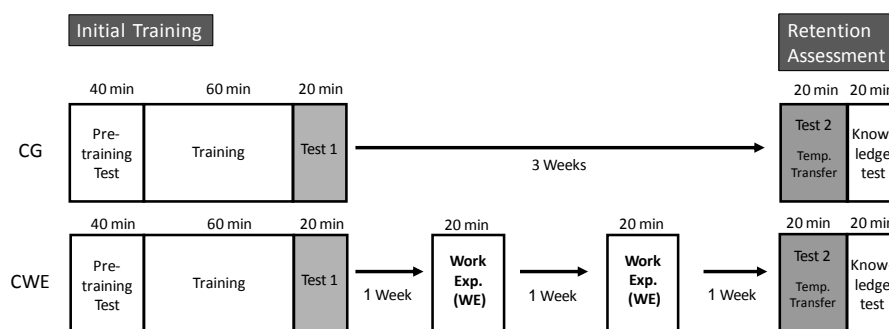 Initial Training
Retention
Assessment
40 min
60 min
20 min
20 min
20 min
CG
Pre-
training
Test
Training
Test 1
3 Weeks
Test 2
Temp.
Transfer
Know-
ledge
test
40 min
60 min
20 min
20 min
20 min
20 min
20 min
CWE
Pre-
training
Test
Training
Test 1
1 Week
Work
Exp.
(WE)
1 Week
Work
Exp.
(WE)
1 Week
Test 2
Temp.
Transfer
Know-
ledge
test